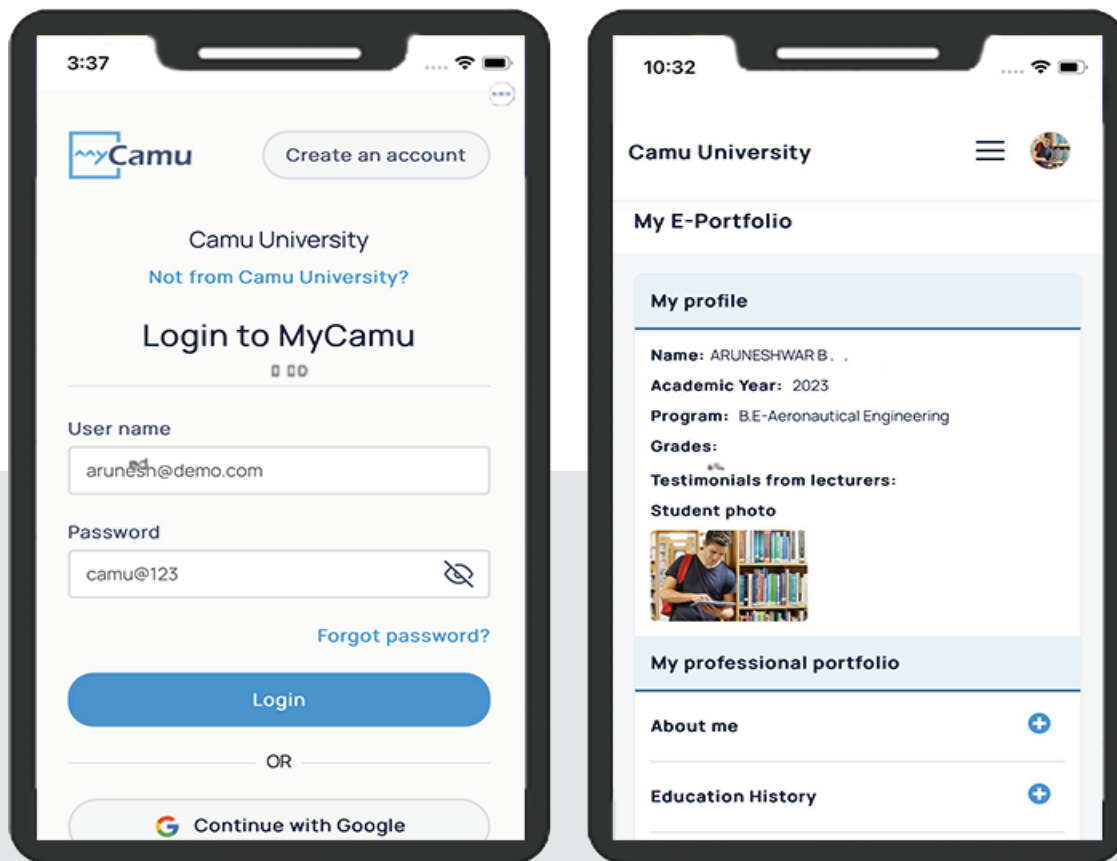 3:37
myCamu
Create an account
Camu University
Not from Camu University?
Login to MyCamu
User name
arunesh@demo.com
Password
camu@123
Forgot password?
Login
OR
Continue with Google
10:32
Camu University
My E-Portfolio
My profile
Name: ARUNESHWAR B . .
Academic Year: 2023
Program: B.E-Aeronautical Engineering
Grades:
Testimonials from lecturers:
Student photo
My professional portfolio
About me
Education History